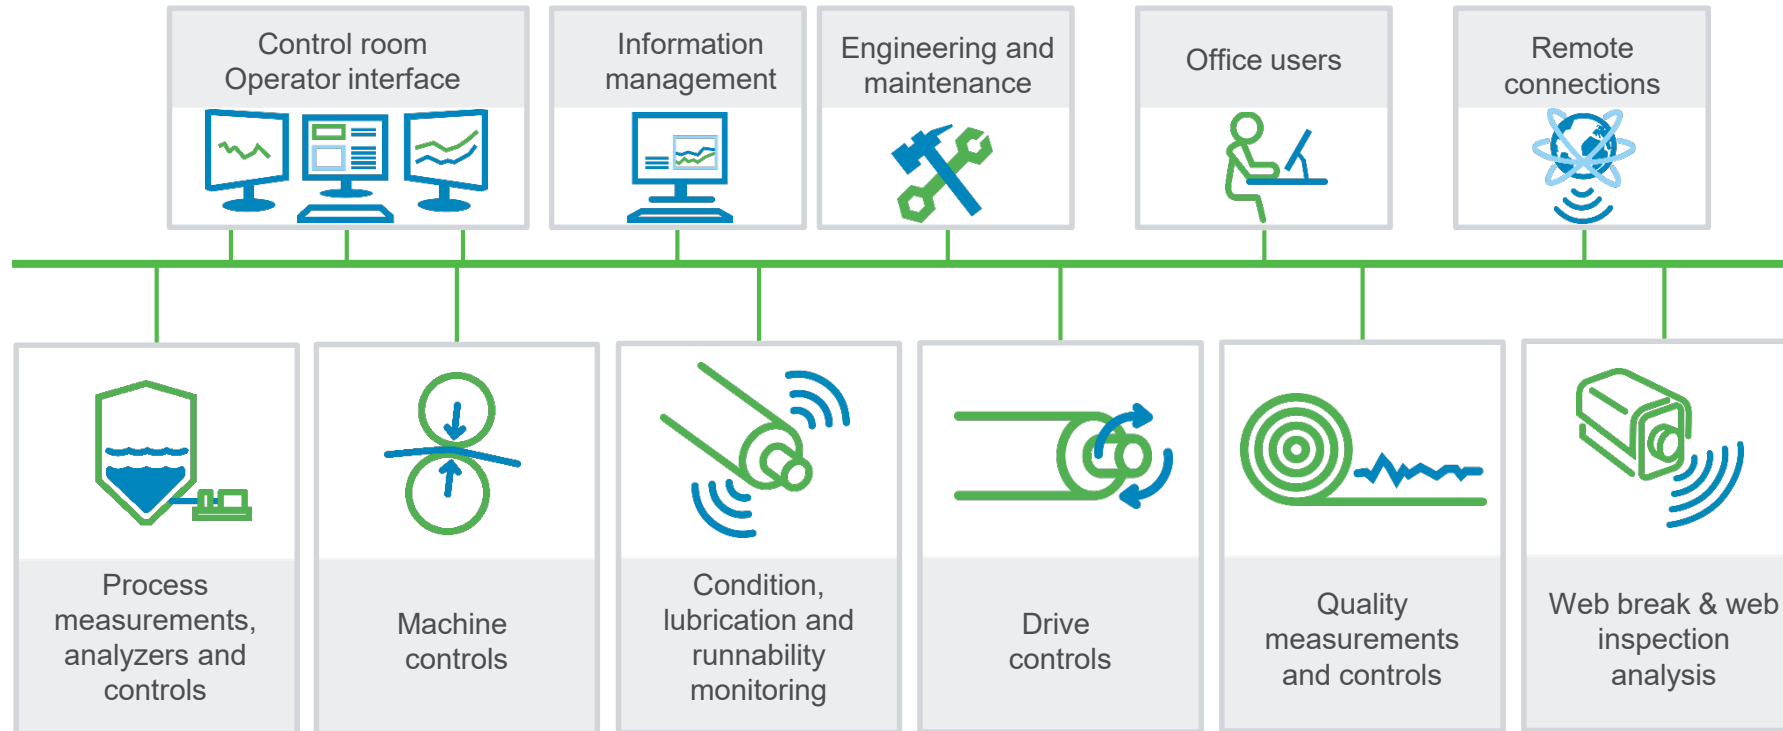 Control room
Operator interface
Information
management
Engineering and
maintenance
Office users
Remote
connections
Process
measurements,
analyzers and
controls
Machine
controls
Condition,
lubrication and
runnability
monitoring
Drive
controls
Quality
measurements
and controls
Web break & web
inspection
analysis